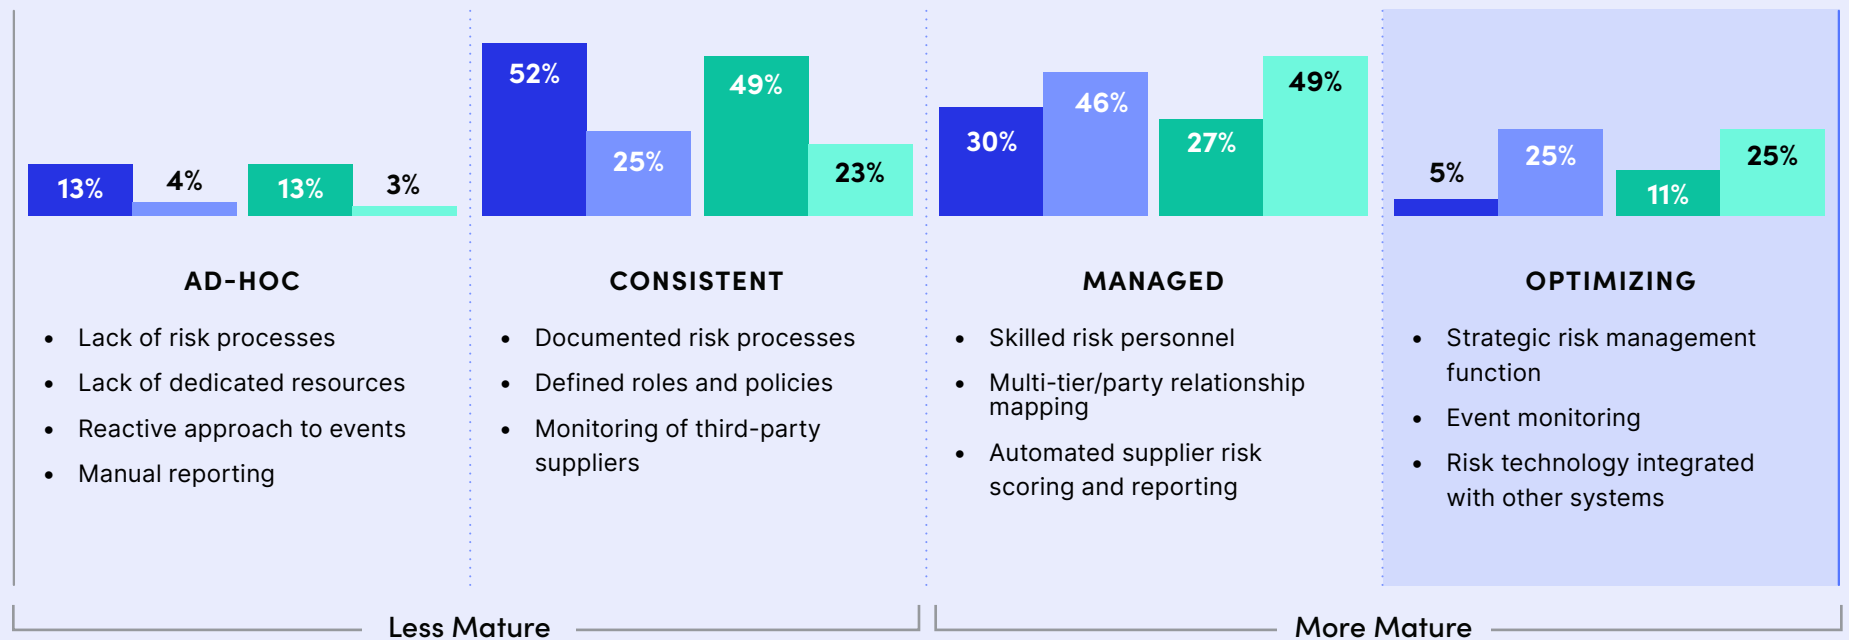 13%
4%
13%
3%
52%
25%
49%
23%
30%
46%
27%
49%
5%
25%
11%
25%
AD-HOC
• Lack of risk processes
• Lack of dedicated resources
• Reactive approach to events
• Manual reporting
CONSISTENT
• Documented risk processes
• Defined roles and policies
• Monitoring of third-party
suppliers
MANAGED
• Skilled risk personnel
• Multi-tier/party relationship
mapping
• Automated supplier risk
scoring and reporting
OPTIMIZING
• Strategic risk management
function
• Event monitoring
• Risk technology integrated
with other systems
Less Mature
More Mature